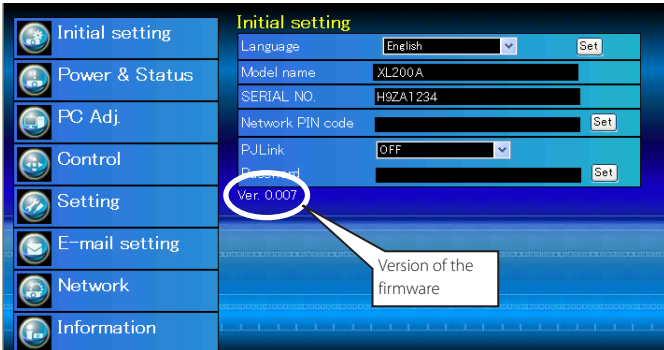 Initial setting
Power & Status
PC Adj.
Control
Setting
E-mail setting
Network
Information
Initial setting
Language English Set
Model name XL200A
SERIAL NO. H9ZA1234
Network PIN code Set
PJLink OFF
Password Set
Ver. 0.007
Version of the
firmware